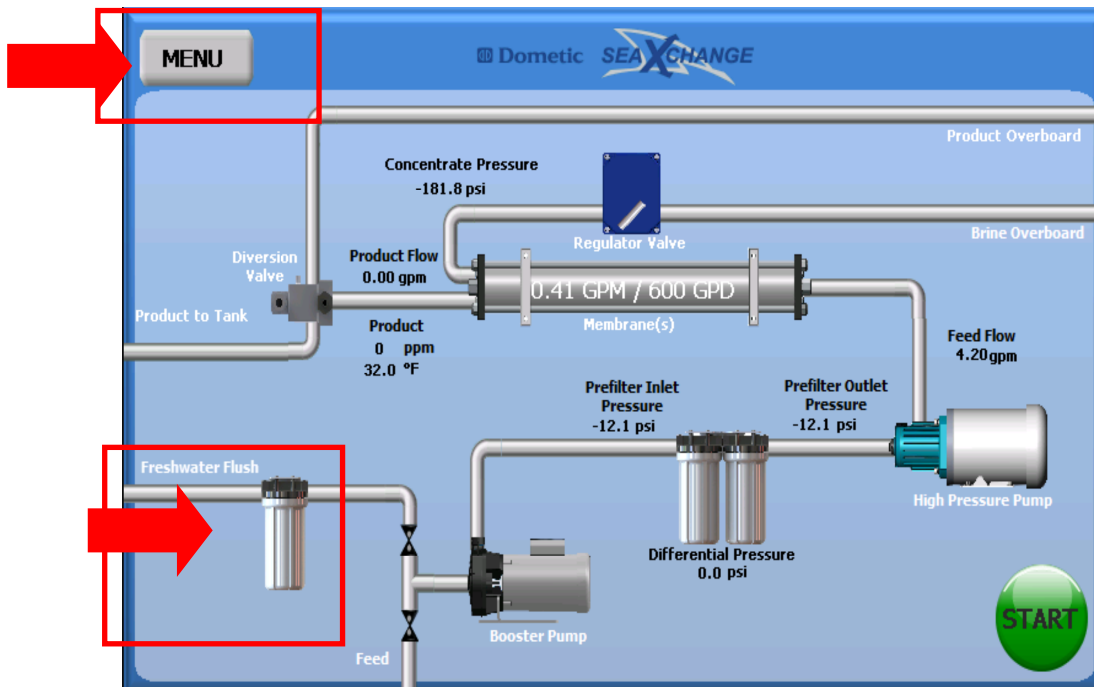 MENU
Dometic SEAXCHANGE
Product Overboard
Concentrate Pressure
-181.8 psi
Brine Overboard
Regulator Valve
Diversion
Valve
Product Flow
0.00 gpm
0.41 GPM / 600 GPD
Product to Tank
Membrane(s)
Product
0 ppm
32.0 °F
Feed Flow
4.20gpm
Prefilter Inlet
Pressure
-12.1 psi
Prefilter Outlet
Pressure
-12.1 psi
Freshwater Flush
High Pressure Pump
Differential Pressure
0.0 psi
START
Booster Pump
Feed